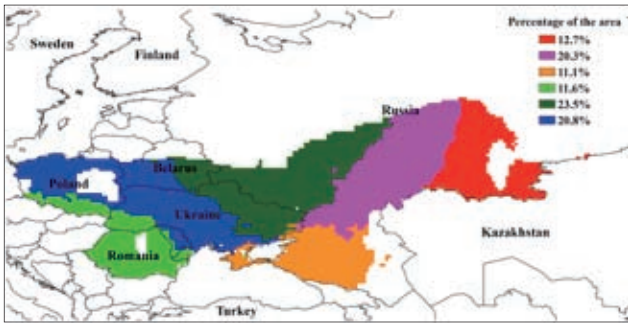 Percentage of the area
12.7%
20.3%
11.1%
11.6%
23.5%
20.8%
Sweden
Finland
Russia
Belarus
Poland
Ukraine
Kazakhstan
Romania
Turkey